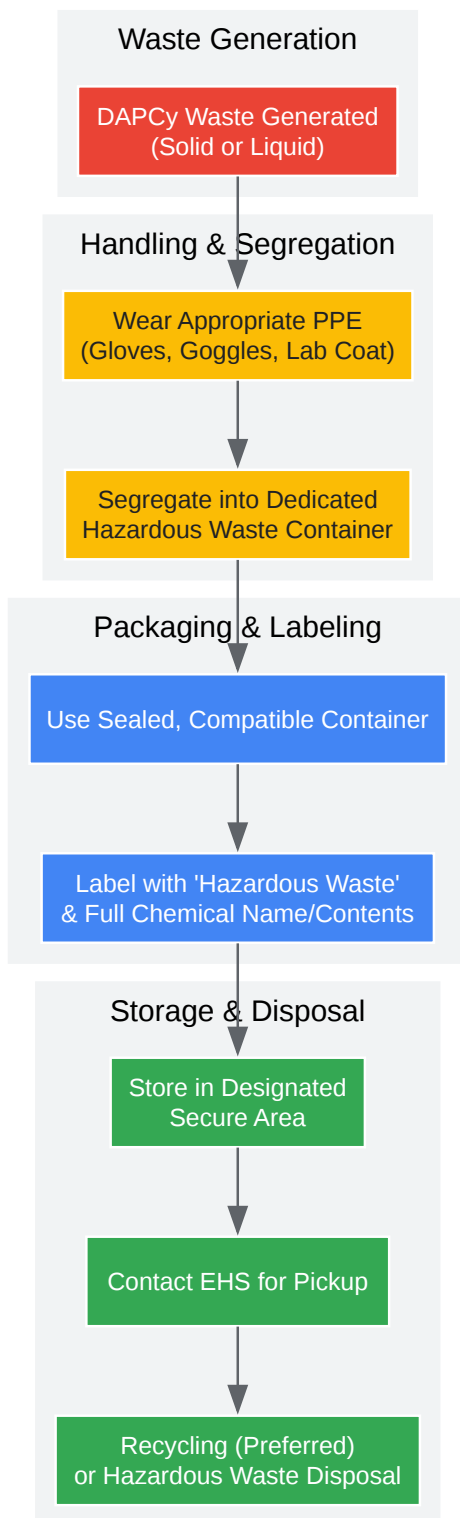 Waste Generation
DAPCy Waste Generated
(Solid or Liquid)
Handling & Segregation
Wear Appropriate PPE
(Gloves, Goggles, Lab Coat)
Segregate into Dedicated
Hazardous Waste Container
Packaging & Labeling
Use Sealed, Compatible Container
Label with 'Hazardous Waste'
& Full Chemical Name/Contents
Storage & Disposal
Store in Designated
Secure Area
Contact EHS for Pickup
Recycling (Preferred)
or Hazardous Waste Disposal